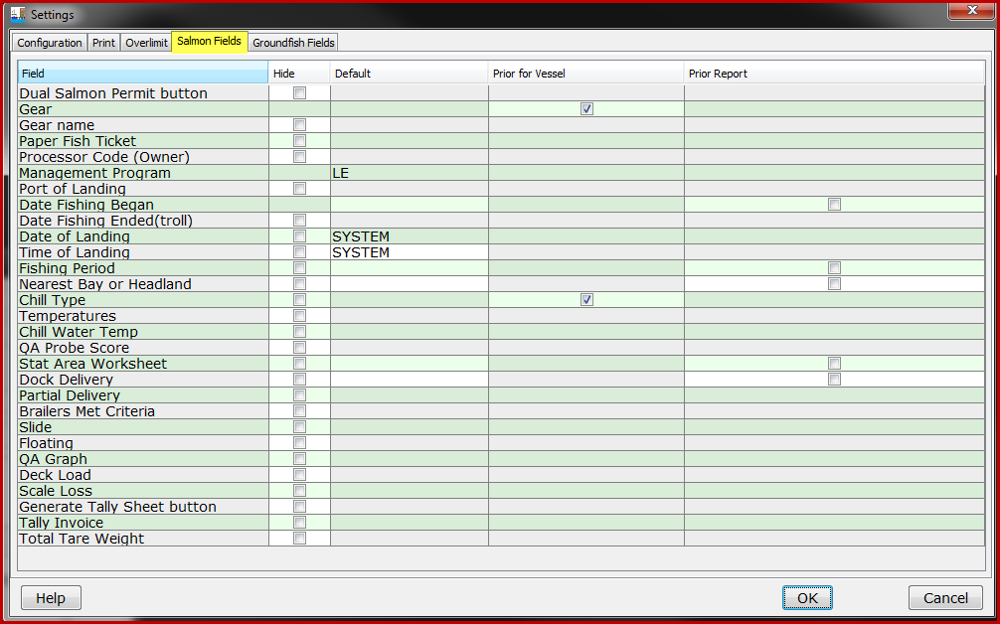 Settings
Configuration Print Overlimit Salmon Fields Groundfish Fields
Field Hide Default Prior for Vessel Prior Report
Dual Salmon Permit button
Gear
Gear name
Paper Fish Ticket
Processor Code (Owner)
Management Program LE
Port of Landing
Date Fishing Began
Date Fishing Ended(troll)
Date of Landing SYSTEM
Time of Landing SYSTEM
Fishing Period
Nearest Bay or Headland
Chill Type
Temperatures
Chill Water Temp
QA Probe Score
Stat Area Worksheet
Dock Delivery
Partial Delivery
Brailers Met Criteria
Slide
Floating
QA Graph
Deck Load
Scale Loss
Generate Tally Sheet button
Tally Invoice
Total Tare Weight
Help OK Cancel